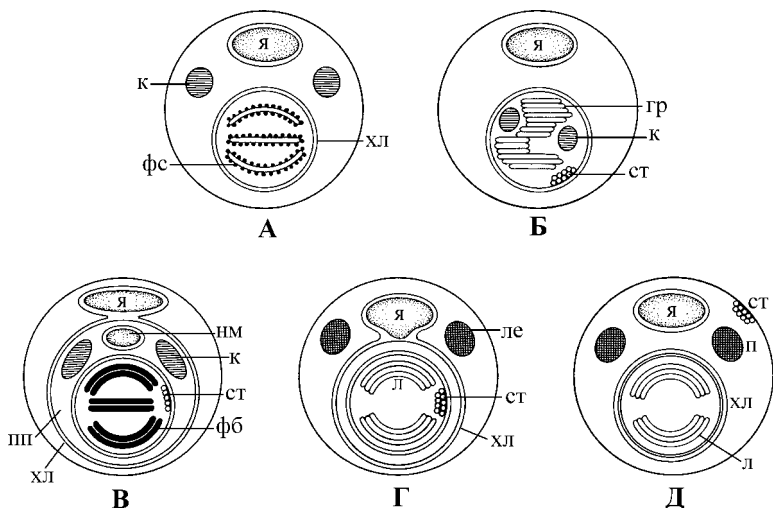 я
к
хл
фс
А
я
гр
к
ст
Б
я
нм
к
ст
фб
пп
хл
В
я
ле
л
ст
хл
Г
я
ст
п
хл
л
Д